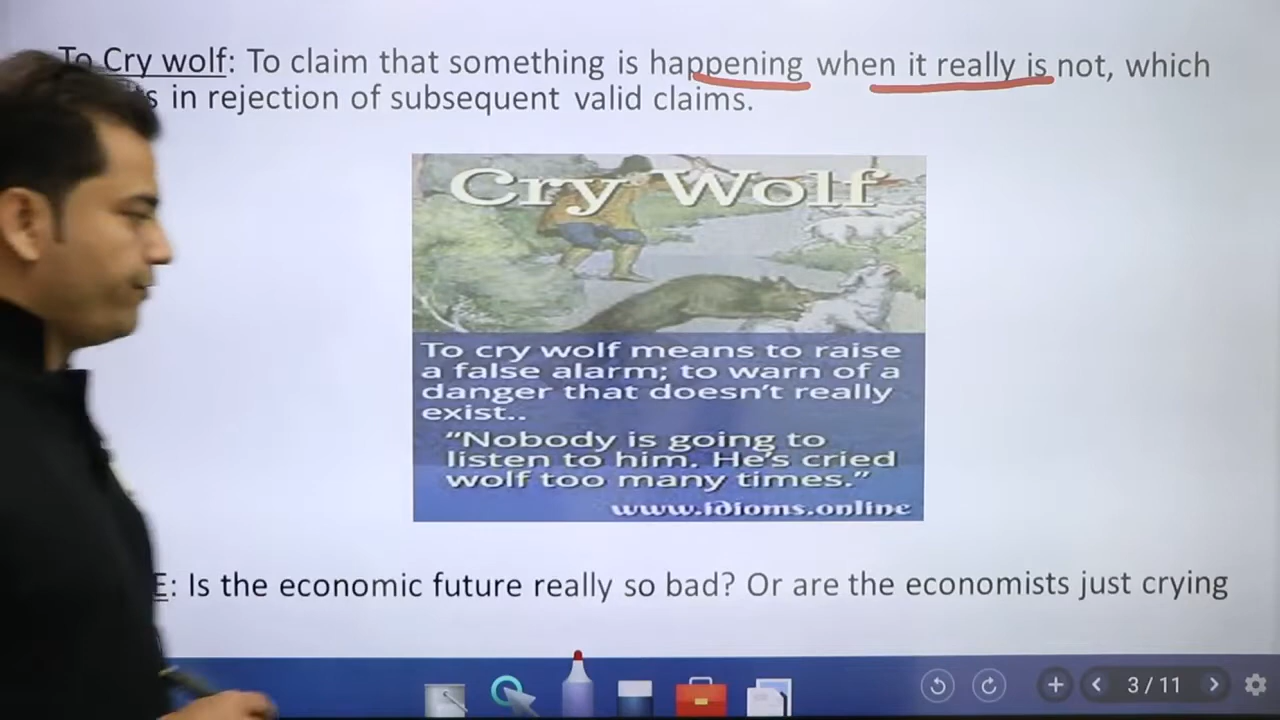 To Cry wolf: To claim that something is happening when it really is not, which
in rejection of subsequent valid claims.
Cry Wolf
To cry wolf means to raise
a false alarm; to warn of a
danger that doesn't really
exist..
"Nobody is going to
listen to him. He's cried
wolf too many times."
www.idioms.online
E: Is the economic future really so bad? Or are the economists just crying
3 / 11